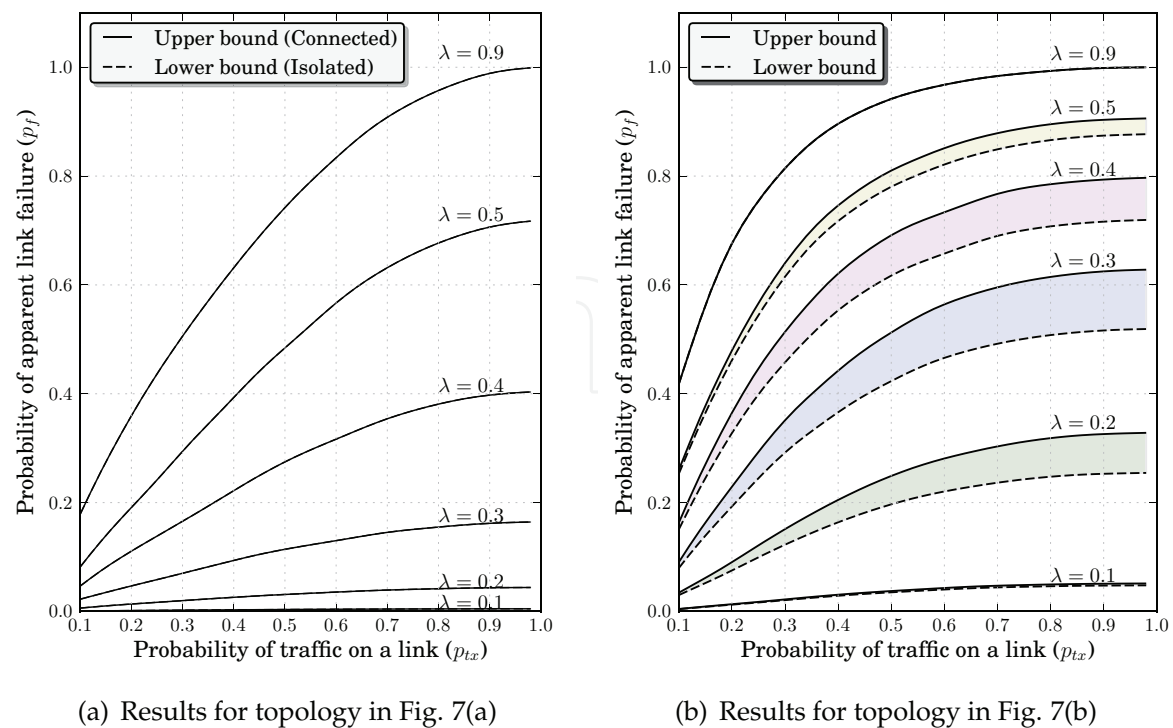 Upper bound (Connected)
Lower bound (Isolated)
λ = 0.9
λ = 0.5
λ = 0.4
λ = 0.3
λ = 0.2
λ = 0.1
1.0
0.8
0.6
0.4
0.2
0.0
0.1 0.2 0.3 0.4 0.5 0.6 0.7 0.8 0.9 1.0
Probability of apparent link failure (p_f)
Probability of traffic on a link (p_tx)
(a) Results for topology in Fig. 7(a)
Upper bound
Lower bound
λ = 0.9
λ = 0.5
λ = 0.4
λ = 0.3
λ = 0.2
λ = 0.1
1.0
0.8
0.6
0.4
0.2
0.0
0.1 0.2 0.3 0.4 0.5 0.6 0.7 0.8 0.9 1.0
Probability of apparent link failure (p_f)
Probability of traffic on a link (p_tx)
(b) Results for topology in Fig. 7(b)